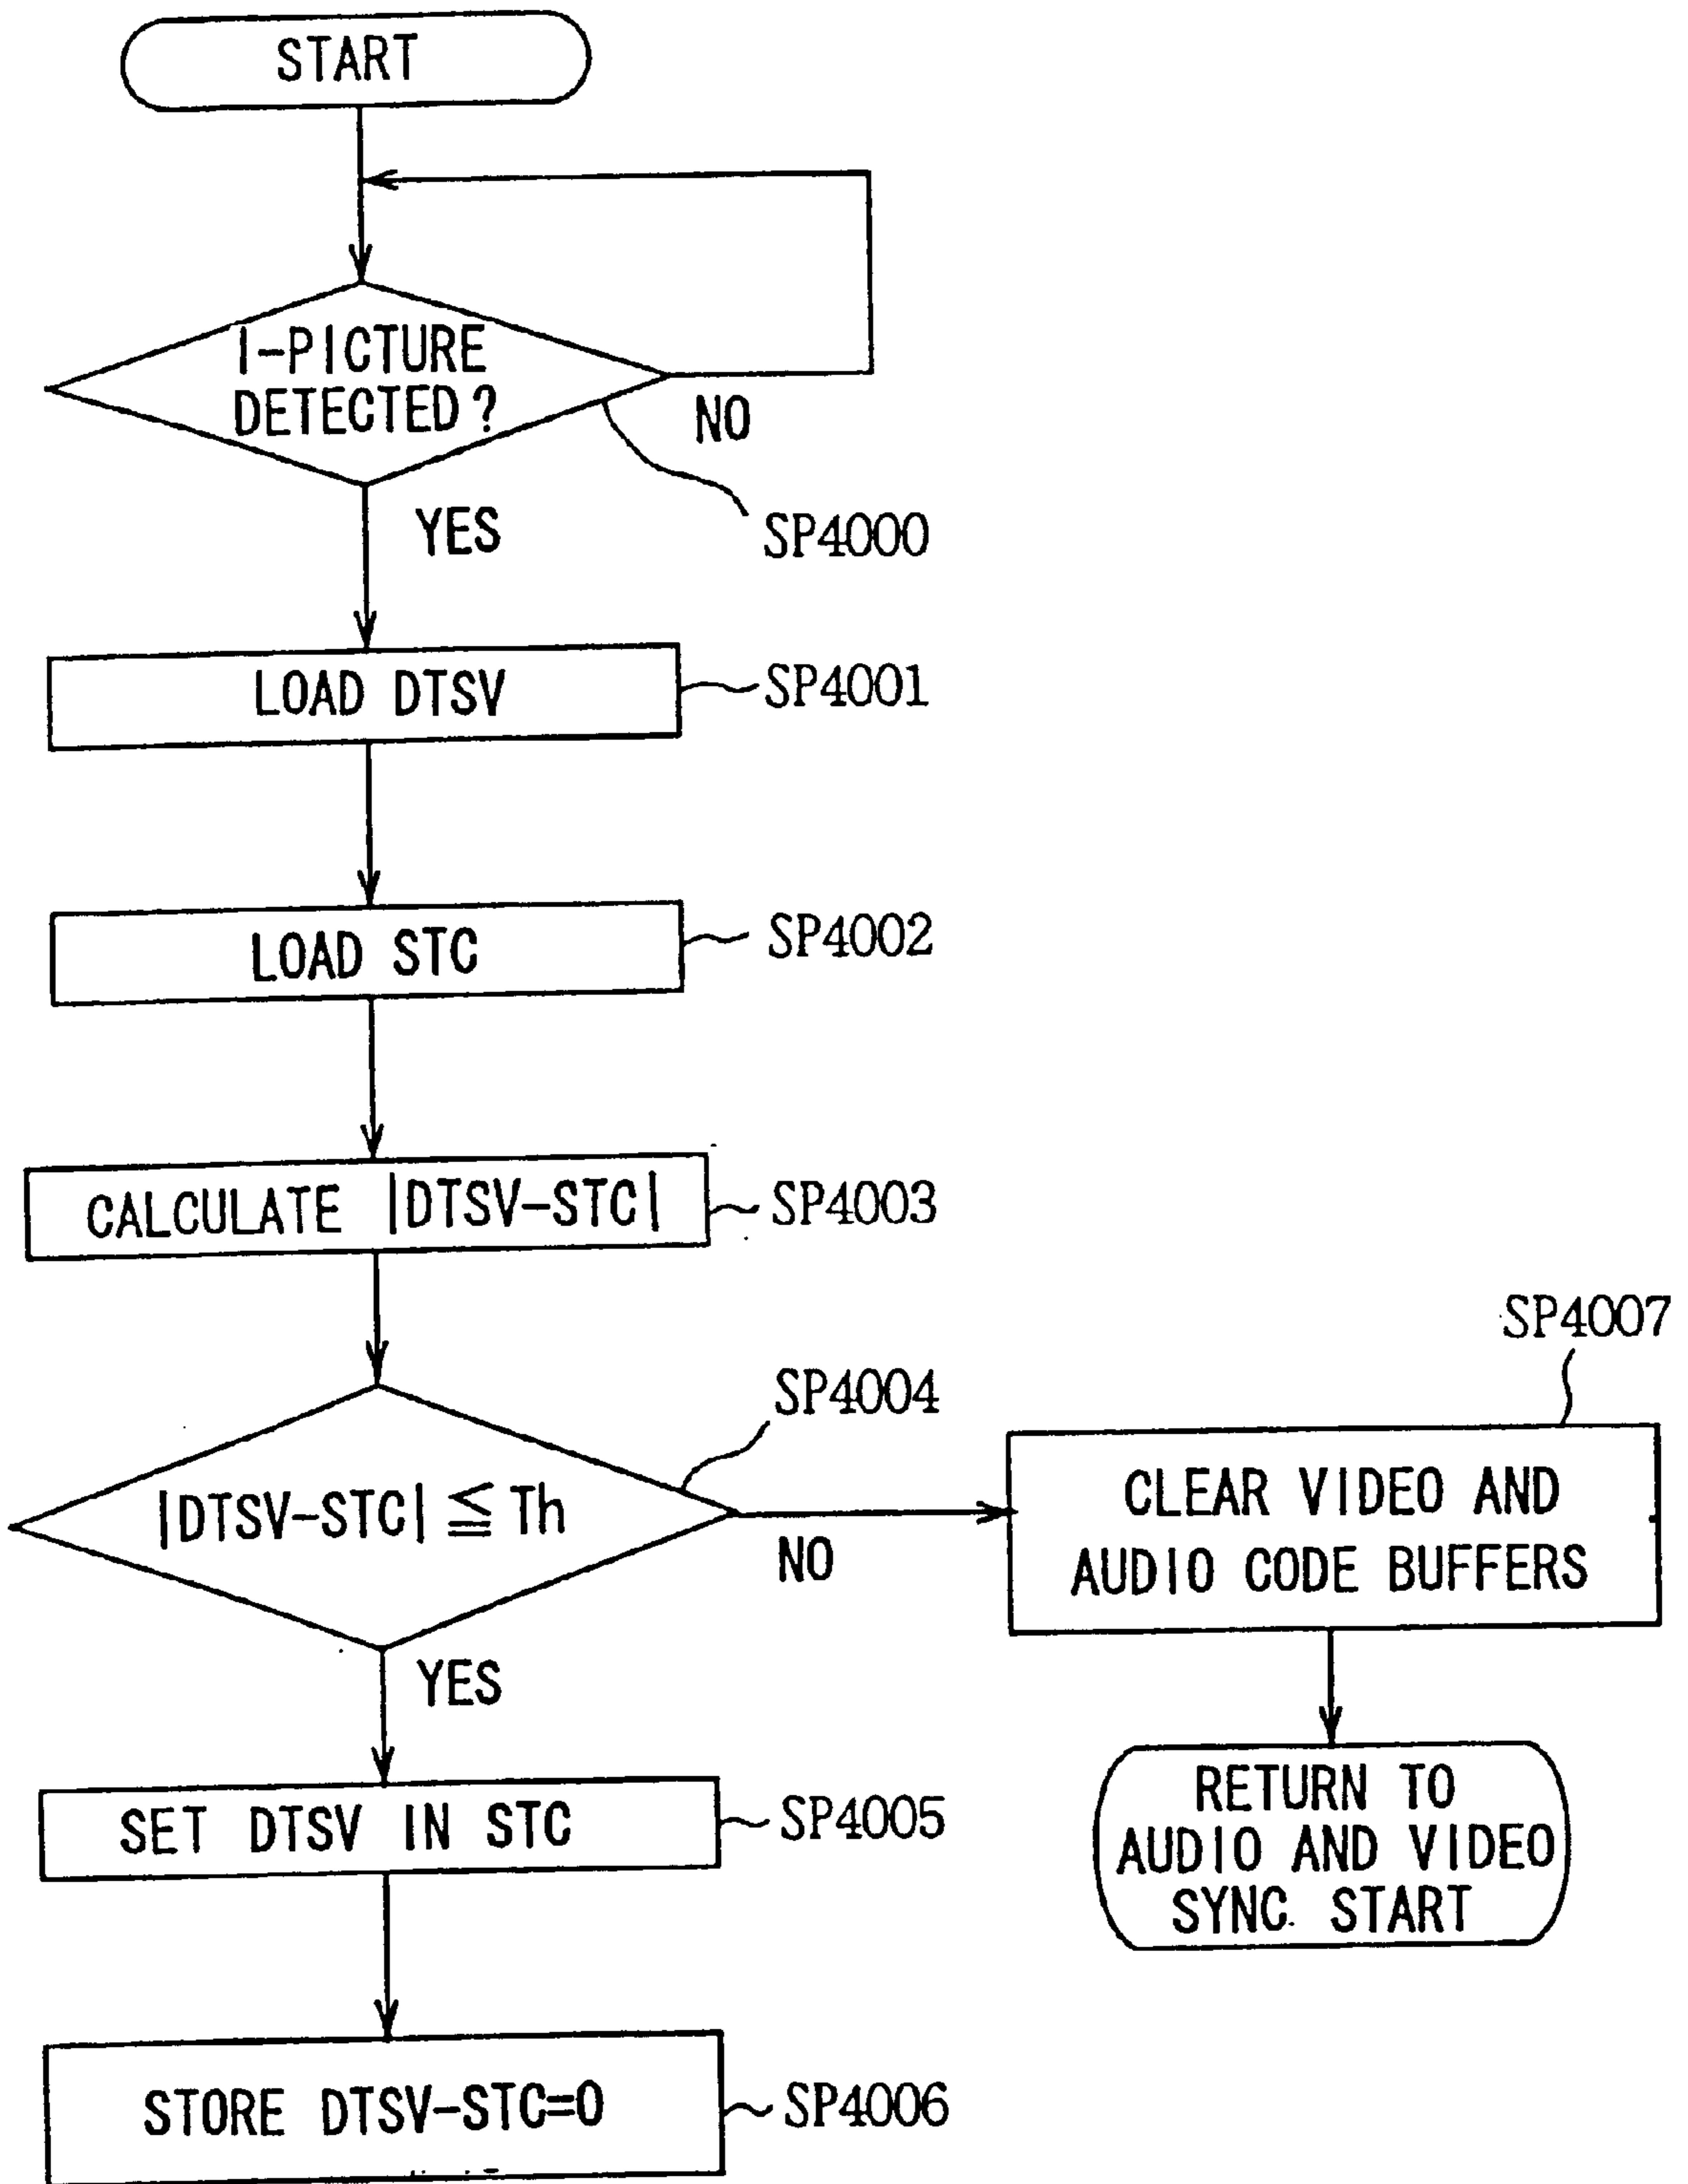 START
I-PICTURE
DETECTED?
NO
YES
SP4000
LOAD DTSV
SP4001
LOAD STC
SP4002
CALCULATE |DTSV-STC|
SP4003
SP4004
|DTSV-STC| ≦ Th
NO
YES
SP4007
CLEAR VIDEO AND
AUDIO CODE BUFFERS
RETURN TO
AUDIO AND VIDEO
SYNC. START
SET DTSV IN STC
SP4005
STORE DTSV-STC=0
SP4006